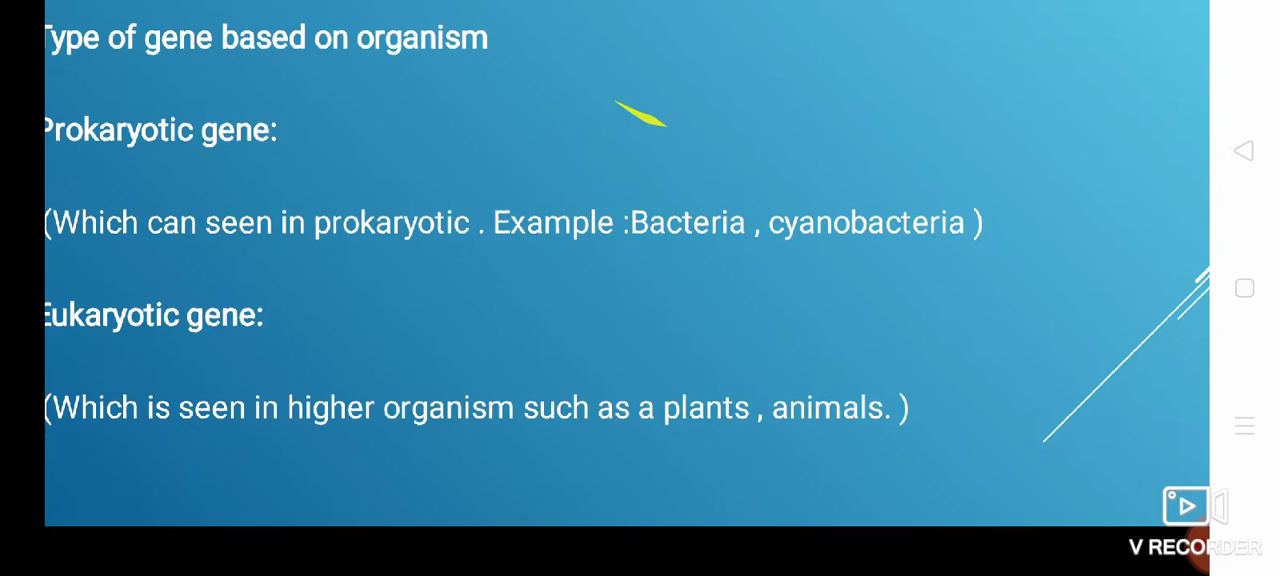 Type of gene based on organism
Prokaryotic gene:
(Which can seen in prokaryotic . Example :Bacteria , cyanobacteria )
Eukaryotic gene:
(Which is seen in higher organism such as a plants , animals. )
V RECORDER